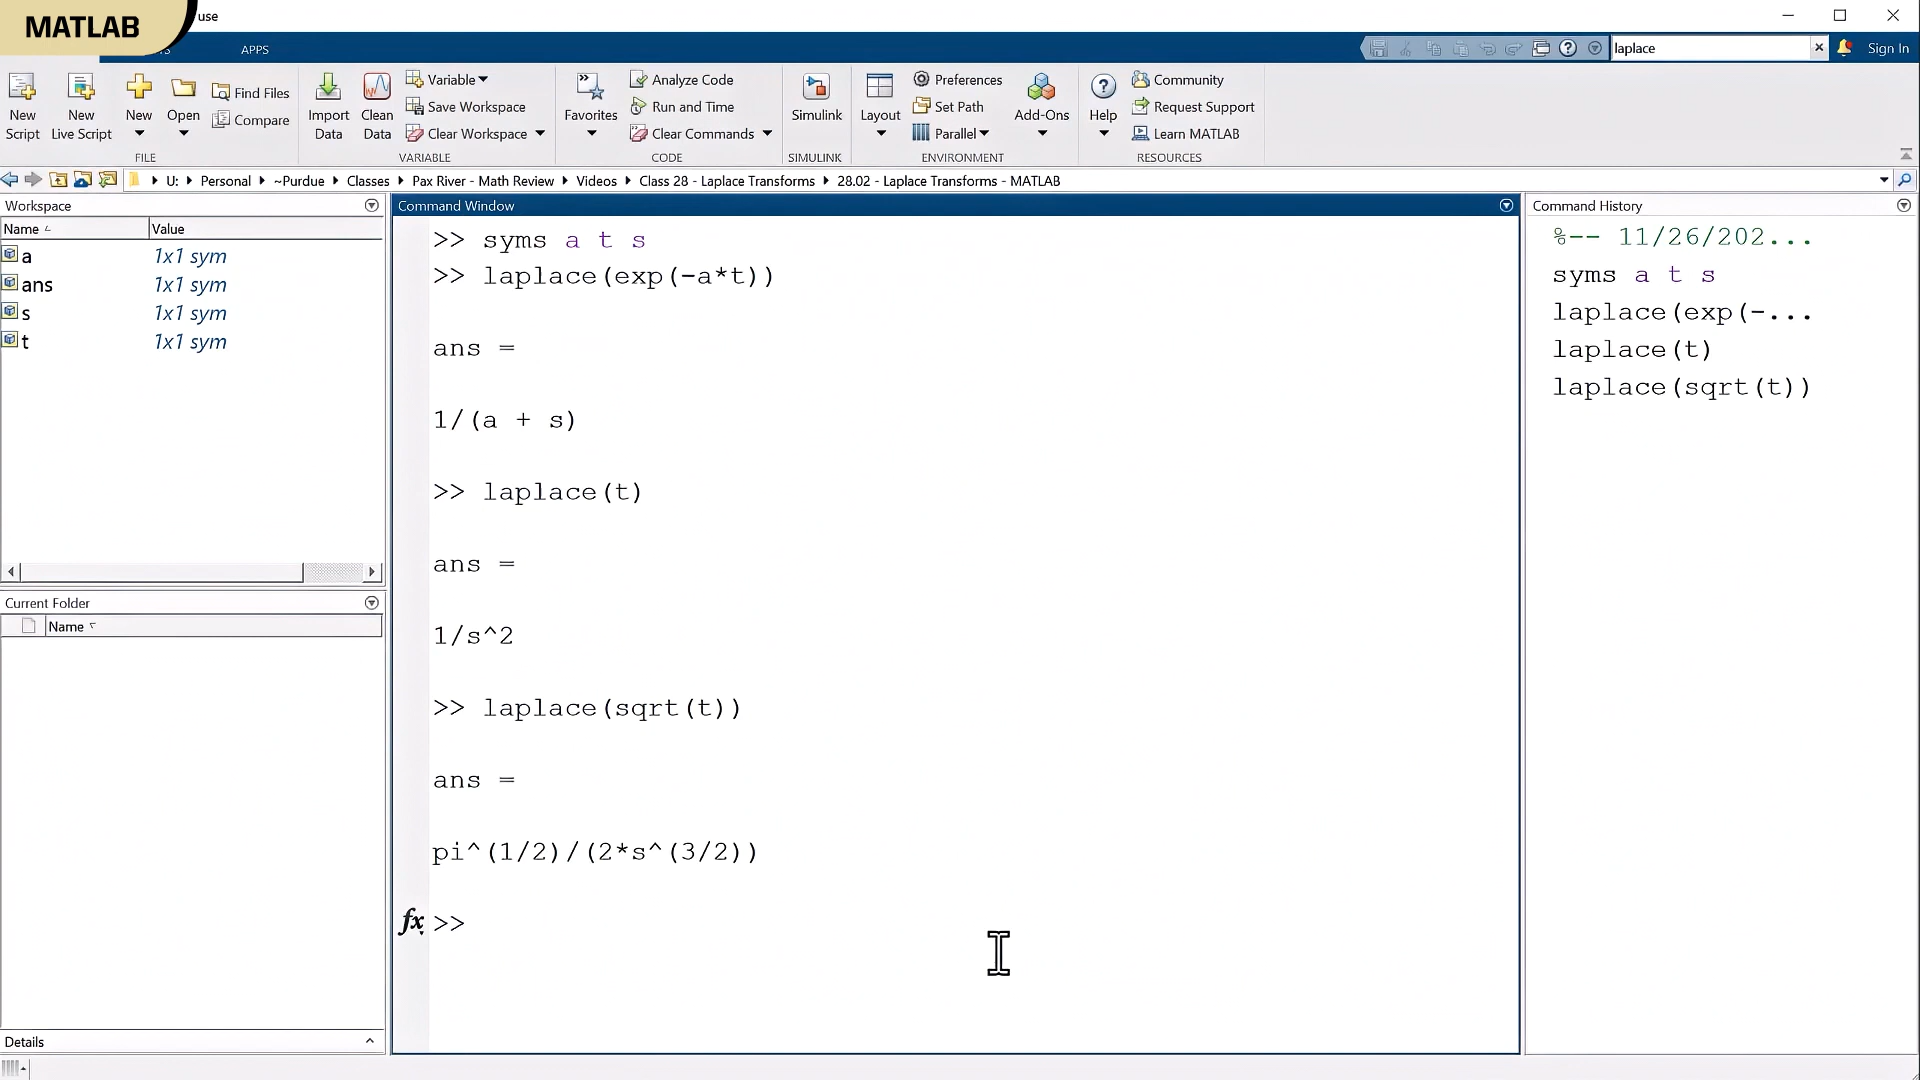 MATLAB
use
APPS
laplace
Sign In
New Script
New Live Script
New
Open
Find Files
Compare
FILE
Import Data
Clean Data
Variable
Save Workspace
Clear Workspace
VARIABLE
Favorites
Analyze Code
Run and Time
Clear Commands
CODE
Simulink
SIMULINK
Layout
Preferences
Set Path
Parallel
Add-Ons
ENVIRONMENT
Help
Community
Request Support
Learn MATLAB
RESOURCES
U: Personal ~Purdue Classes Pax River - Math Review Videos Class 28 - Laplace Transforms 28.02 - Laplace Transforms - MATLAB
Workspace
Name Value
a 1x1 sym
ans 1x1 sym
s 1x1 sym
t 1x1 sym
Current Folder
Name
Details
Command Window
>> syms a t s
>> laplace(exp(-a*t))
ans =
1/(a + s)
>> laplace(t)
ans =
1/s^2
>> laplace(sqrt(t))
ans =
pi^(1/2)/(2*s^(3/2))
fx >>
Command History
%-- 11/26/202...
syms a t s
laplace(exp(-...
laplace(t)
laplace(sqrt(t))